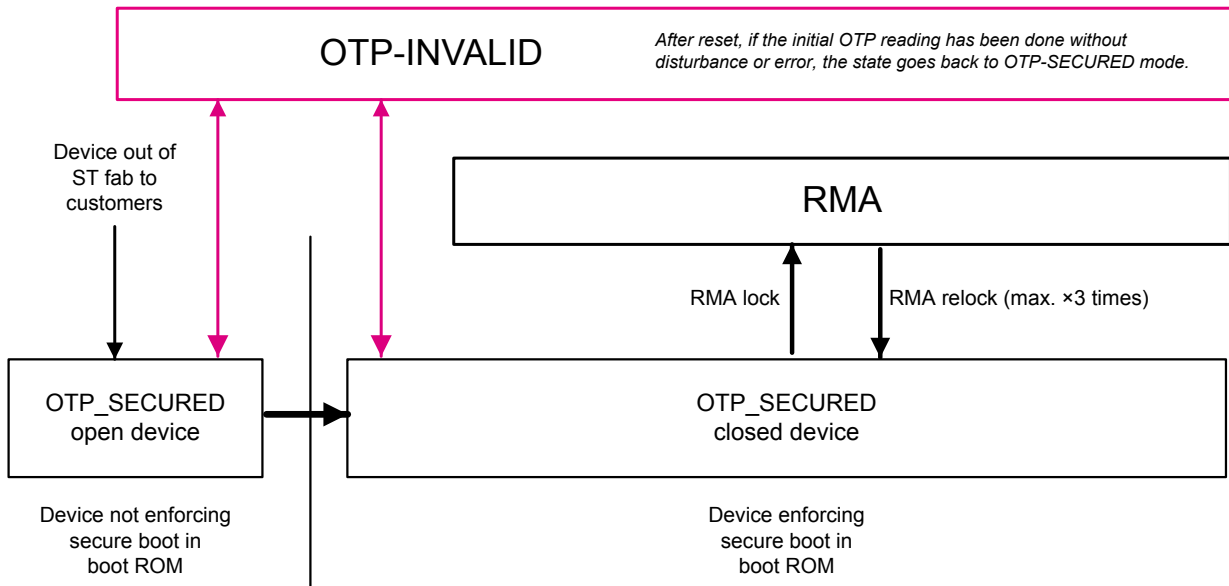 OTP-INVALID
After reset, if the initial OTP reading has been done without
disturbance or error, the state goes back to OTP-SECURED mode.
Device out of
ST fab to
customers
RMA
RMA lock
RMA relock (max. ×3 times)
OTP_SECURED
open device
OTP_SECURED
closed device
Device not enforcing
secure boot in
boot ROM
Device enforcing
secure boot in
boot ROM